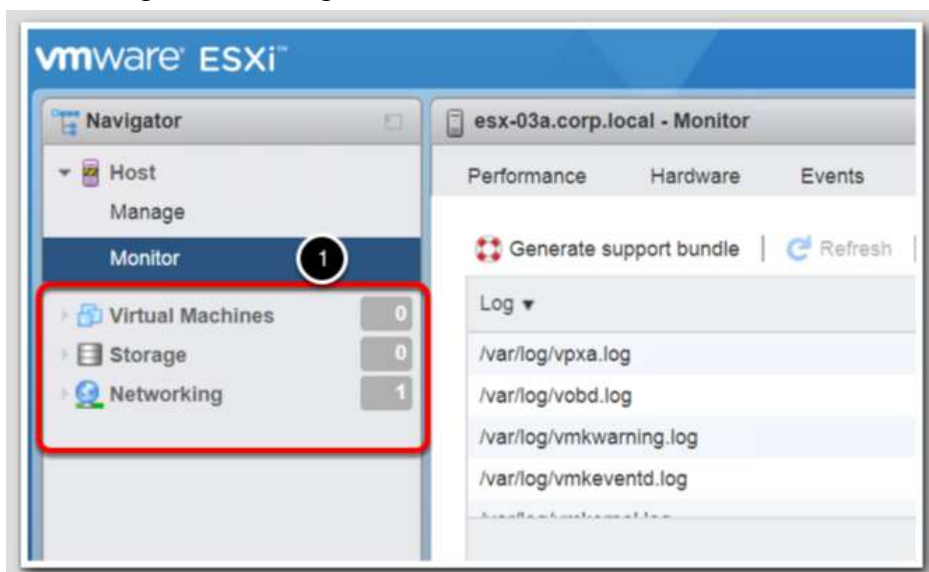 vmware ESXi™
Navigator
esx-03a.corp.local - Monitor
Host
Performance Hardware Events
Manage
Monitor 1
Generate support bundle | Refresh |
Log
Virtual Machines 0
Storage 0
/var/log/vpxa.log
Networking 1
/var/log/vobd.log
/var/log/vmkwarning.log
/var/log/vmkeventd.log